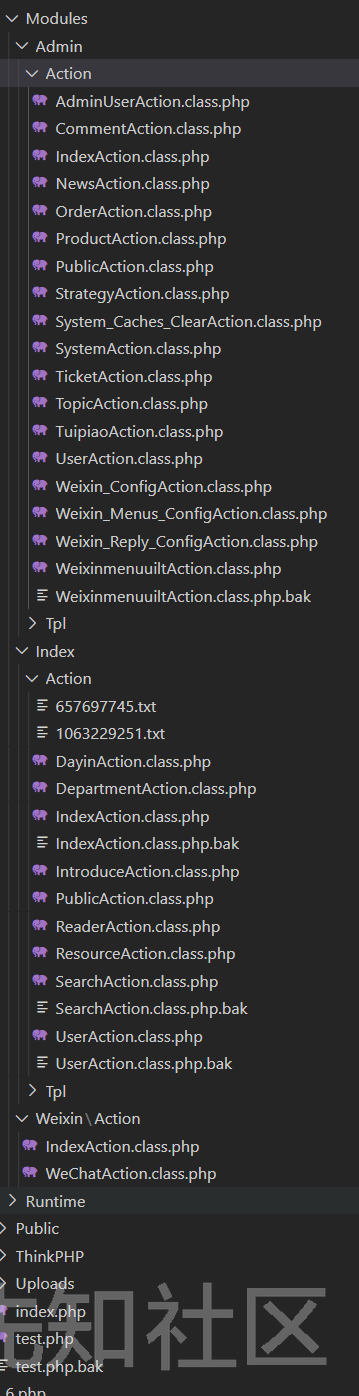 Modules
Admin
Action
AdminUserAction.class.php
CommentAction.class.php
IndexAction.class.php
NewsAction.class.php
OrderAction.class.php
ProductAction.class.php
PublicAction.class.php
StrategyAction.class.php
System_Caches_ClearAction.class.php
SystemAction.class.php
TicketAction.class.php
TopicAction.class.php
TuipiaoAction.class.php
UserAction.class.php
Weixin_ConfigAction.class.php
Weixin_Menus_ConfigAction.class.php
Weixin_Reply_ConfigAction.class.php
WeixinmenuuiltAction.class.php
WeixinmenuuiltAction.class.php.bak
Tpl
Index
Action
657697745.txt
1063229251.txt
DayinAction.class.php
DepartmentAction.class.php
IndexAction.class.php
IndexAction.class.php.bak
IntroduceAction.class.php
PublicAction.class.php
ReaderAction.class.php
ResourceAction.class.php
SearchAction.class.php
SearchAction.class.php.bak
UserAction.class.php
UserAction.class.php.bak
Tpl
Weixin\Action
IndexAction.class.php
WeChatAction.class.php
Runtime
Public
ThinkPHP
Uploads
index.php
test.php
test.php.bak
6.php
先知社区